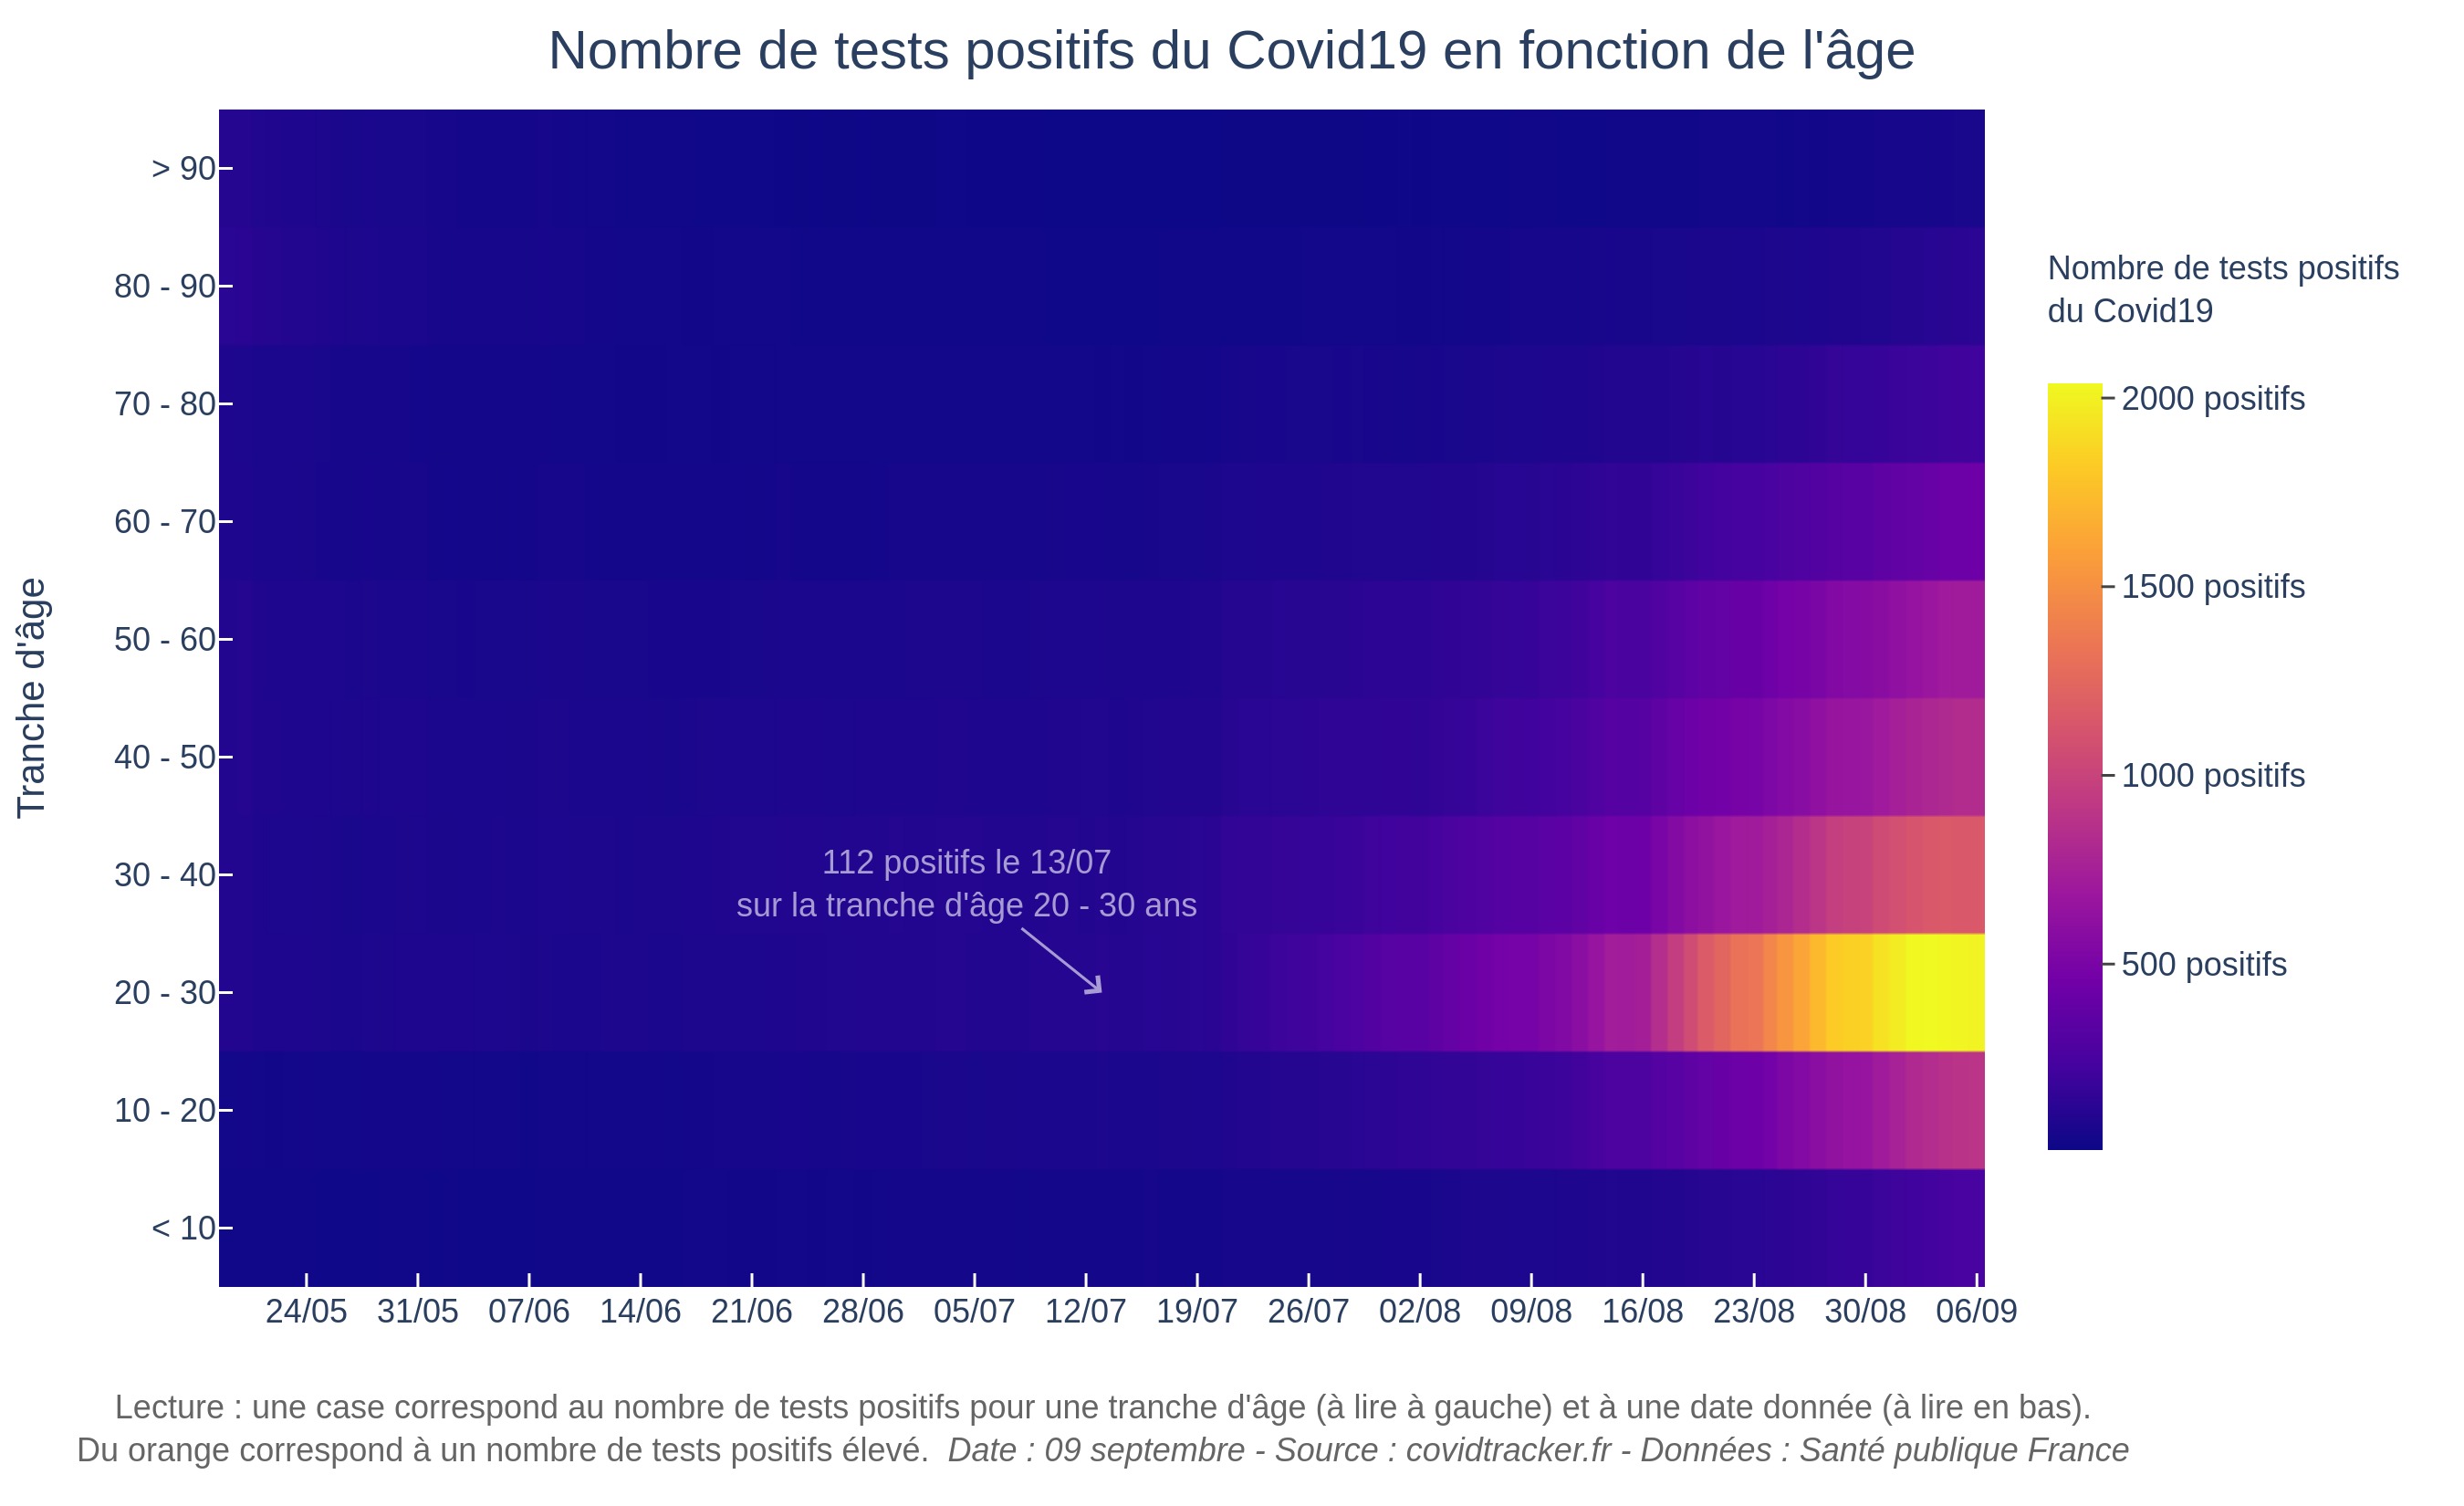 Nombre de tests positifs du Covid19 en fonction de l'âge
Tranche d'âge
> 90
80 - 90
70 - 80
60 - 70
50 - 60
40 - 50
30 - 40
20 - 30
10 - 20
< 10
112 positifs le 13/07
sur la tranche d'âge 20 - 30 ans
24/05 31/05 07/06 14/06 21/06 28/06 05/07 12/07 19/07 26/07 02/08 09/08 16/08 23/08 30/08 06/09
Nombre de tests positifs
du Covid19
2000 positifs
1500 positifs
1000 positifs
500 positifs
Lecture : une case correspond au nombre de tests positifs pour une tranche d'âge (à lire à gauche) et à une date donnée (à lire en bas).
Du orange correspond à un nombre de tests positifs élevé. Date : 09 septembre - Source : covidtracker.fr - Données : Santé publique France